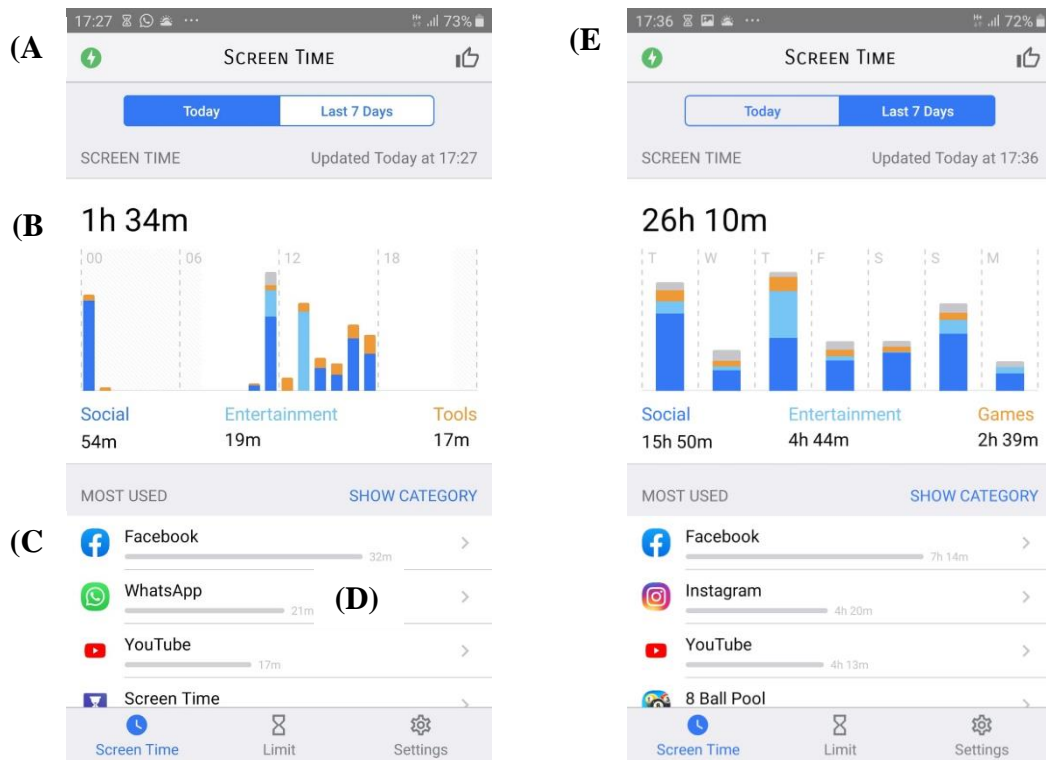 (A
17:27 ... 73%
SCREEN TIME
Today Last 7 Days
SCREEN TIME Updated Today at 17:27
(B
1h 34m
00 06 12 18
Social Entertainment Tools
54m 19m 17m
MOST USED SHOW CATEGORY
(C
Facebook
32m
WhatsApp
21m
(D)
YouTube
17m
Screen Time
Screen Time Limit Settings
(E
17:36 ... 72%
SCREEN TIME
Today Last 7 Days
SCREEN TIME Updated Today at 17:36
26h 10m
T W T F S S M
Social Entertainment Games
15h 50m 4h 44m 2h 39m
MOST USED SHOW CATEGORY
Facebook
7h 14m
Instagram
4h 20m
YouTube
4h 13m
8 Ball Pool
Screen Time Limit Settings